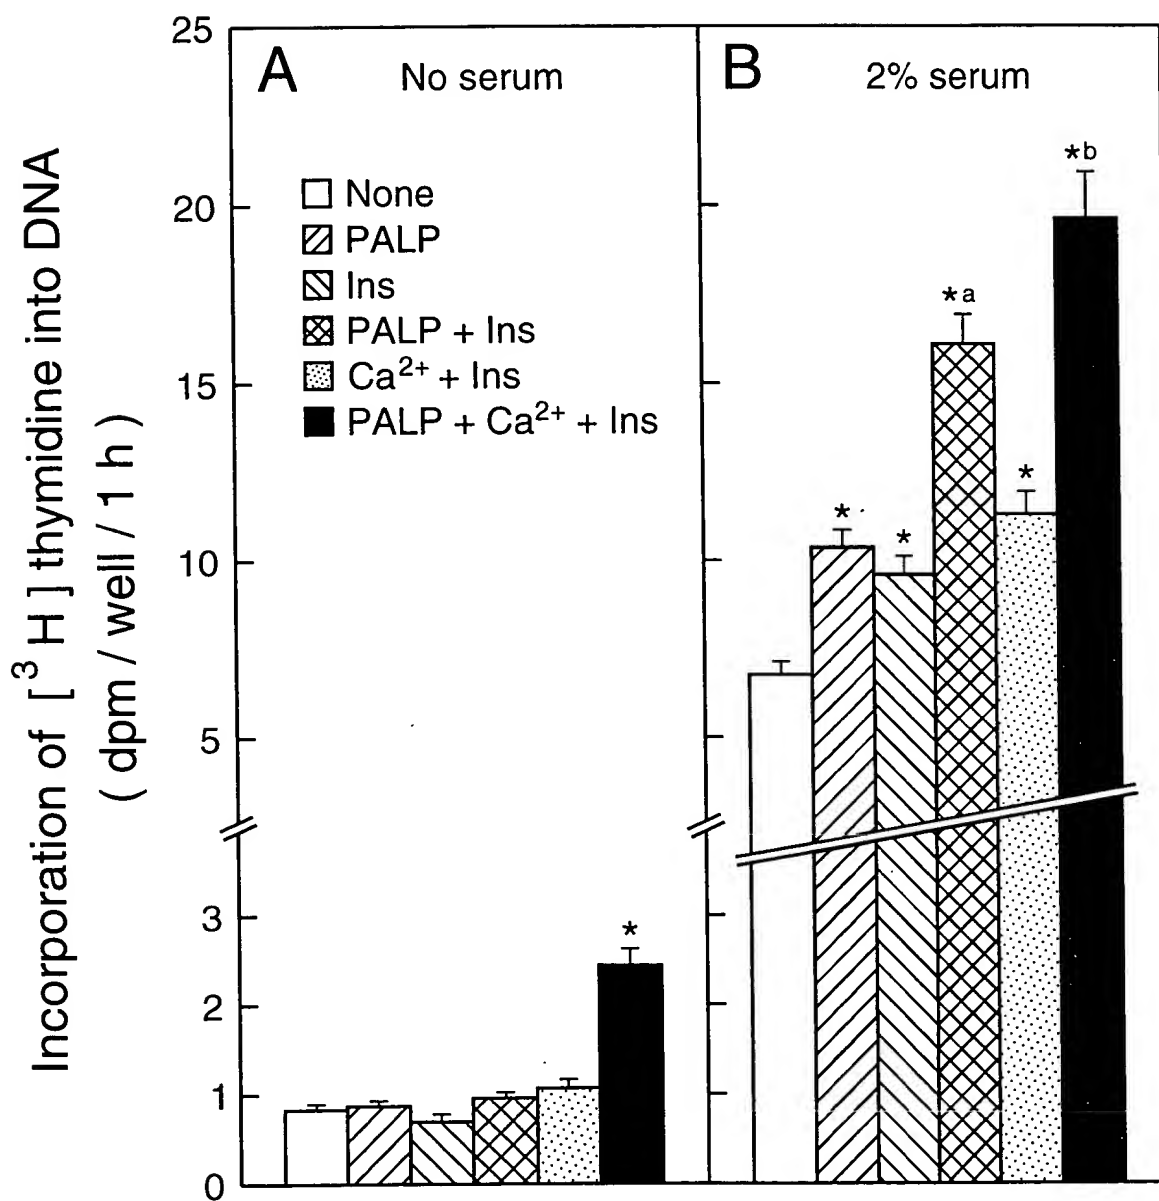 Incorporation of [ ³ H ] thymidine into DNA
( dpm / well / 1 h )
25
20
15
10
5
3
2
1
0
A
No serum
None
PALP
Ins
PALP + Ins
Ca²⁺ + Ins
PALP + Ca²⁺ + Ins
*
B
2% serum
*
*
*a
*
*b